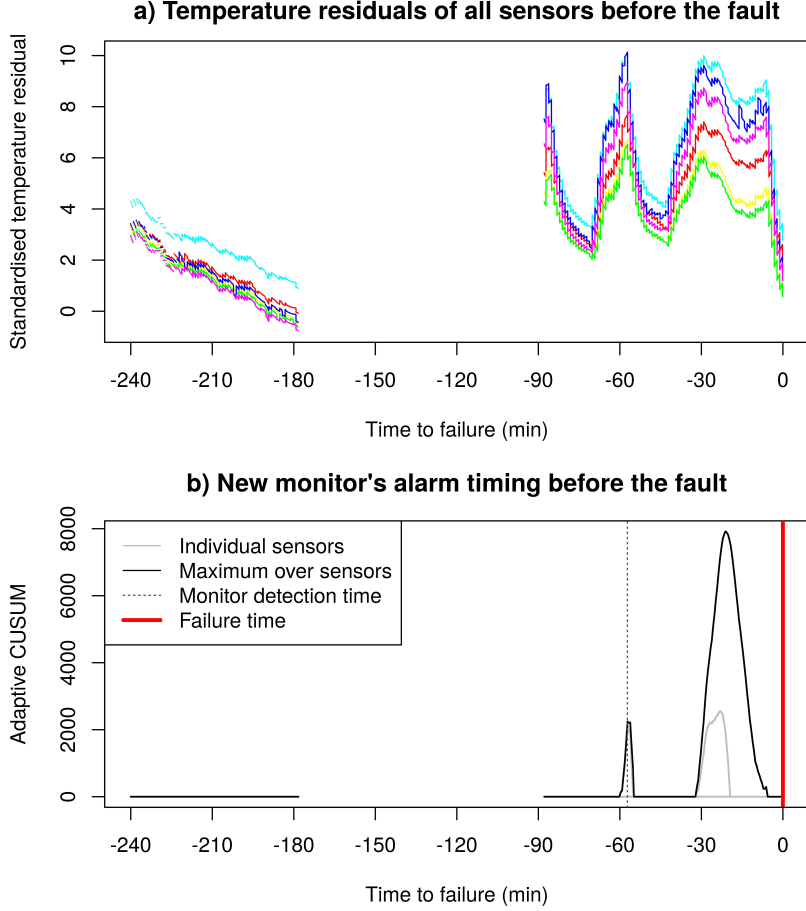 a) Temperature residuals of all sensors before the fault
Standardised temperature residual
10
8
6
4
2
0
-240 -210 -180 -150 -120 -90 -60 -30 0
Time to failure (min)
b) New monitor's alarm timing before the fault
Adaptive CUSUM
8000
6000
4000
2000
0
Individual sensors
Maximum over sensors
Monitor detection time
Failure time
-240 -210 -180 -150 -120 -90 -60 -30 0
Time to failure (min)